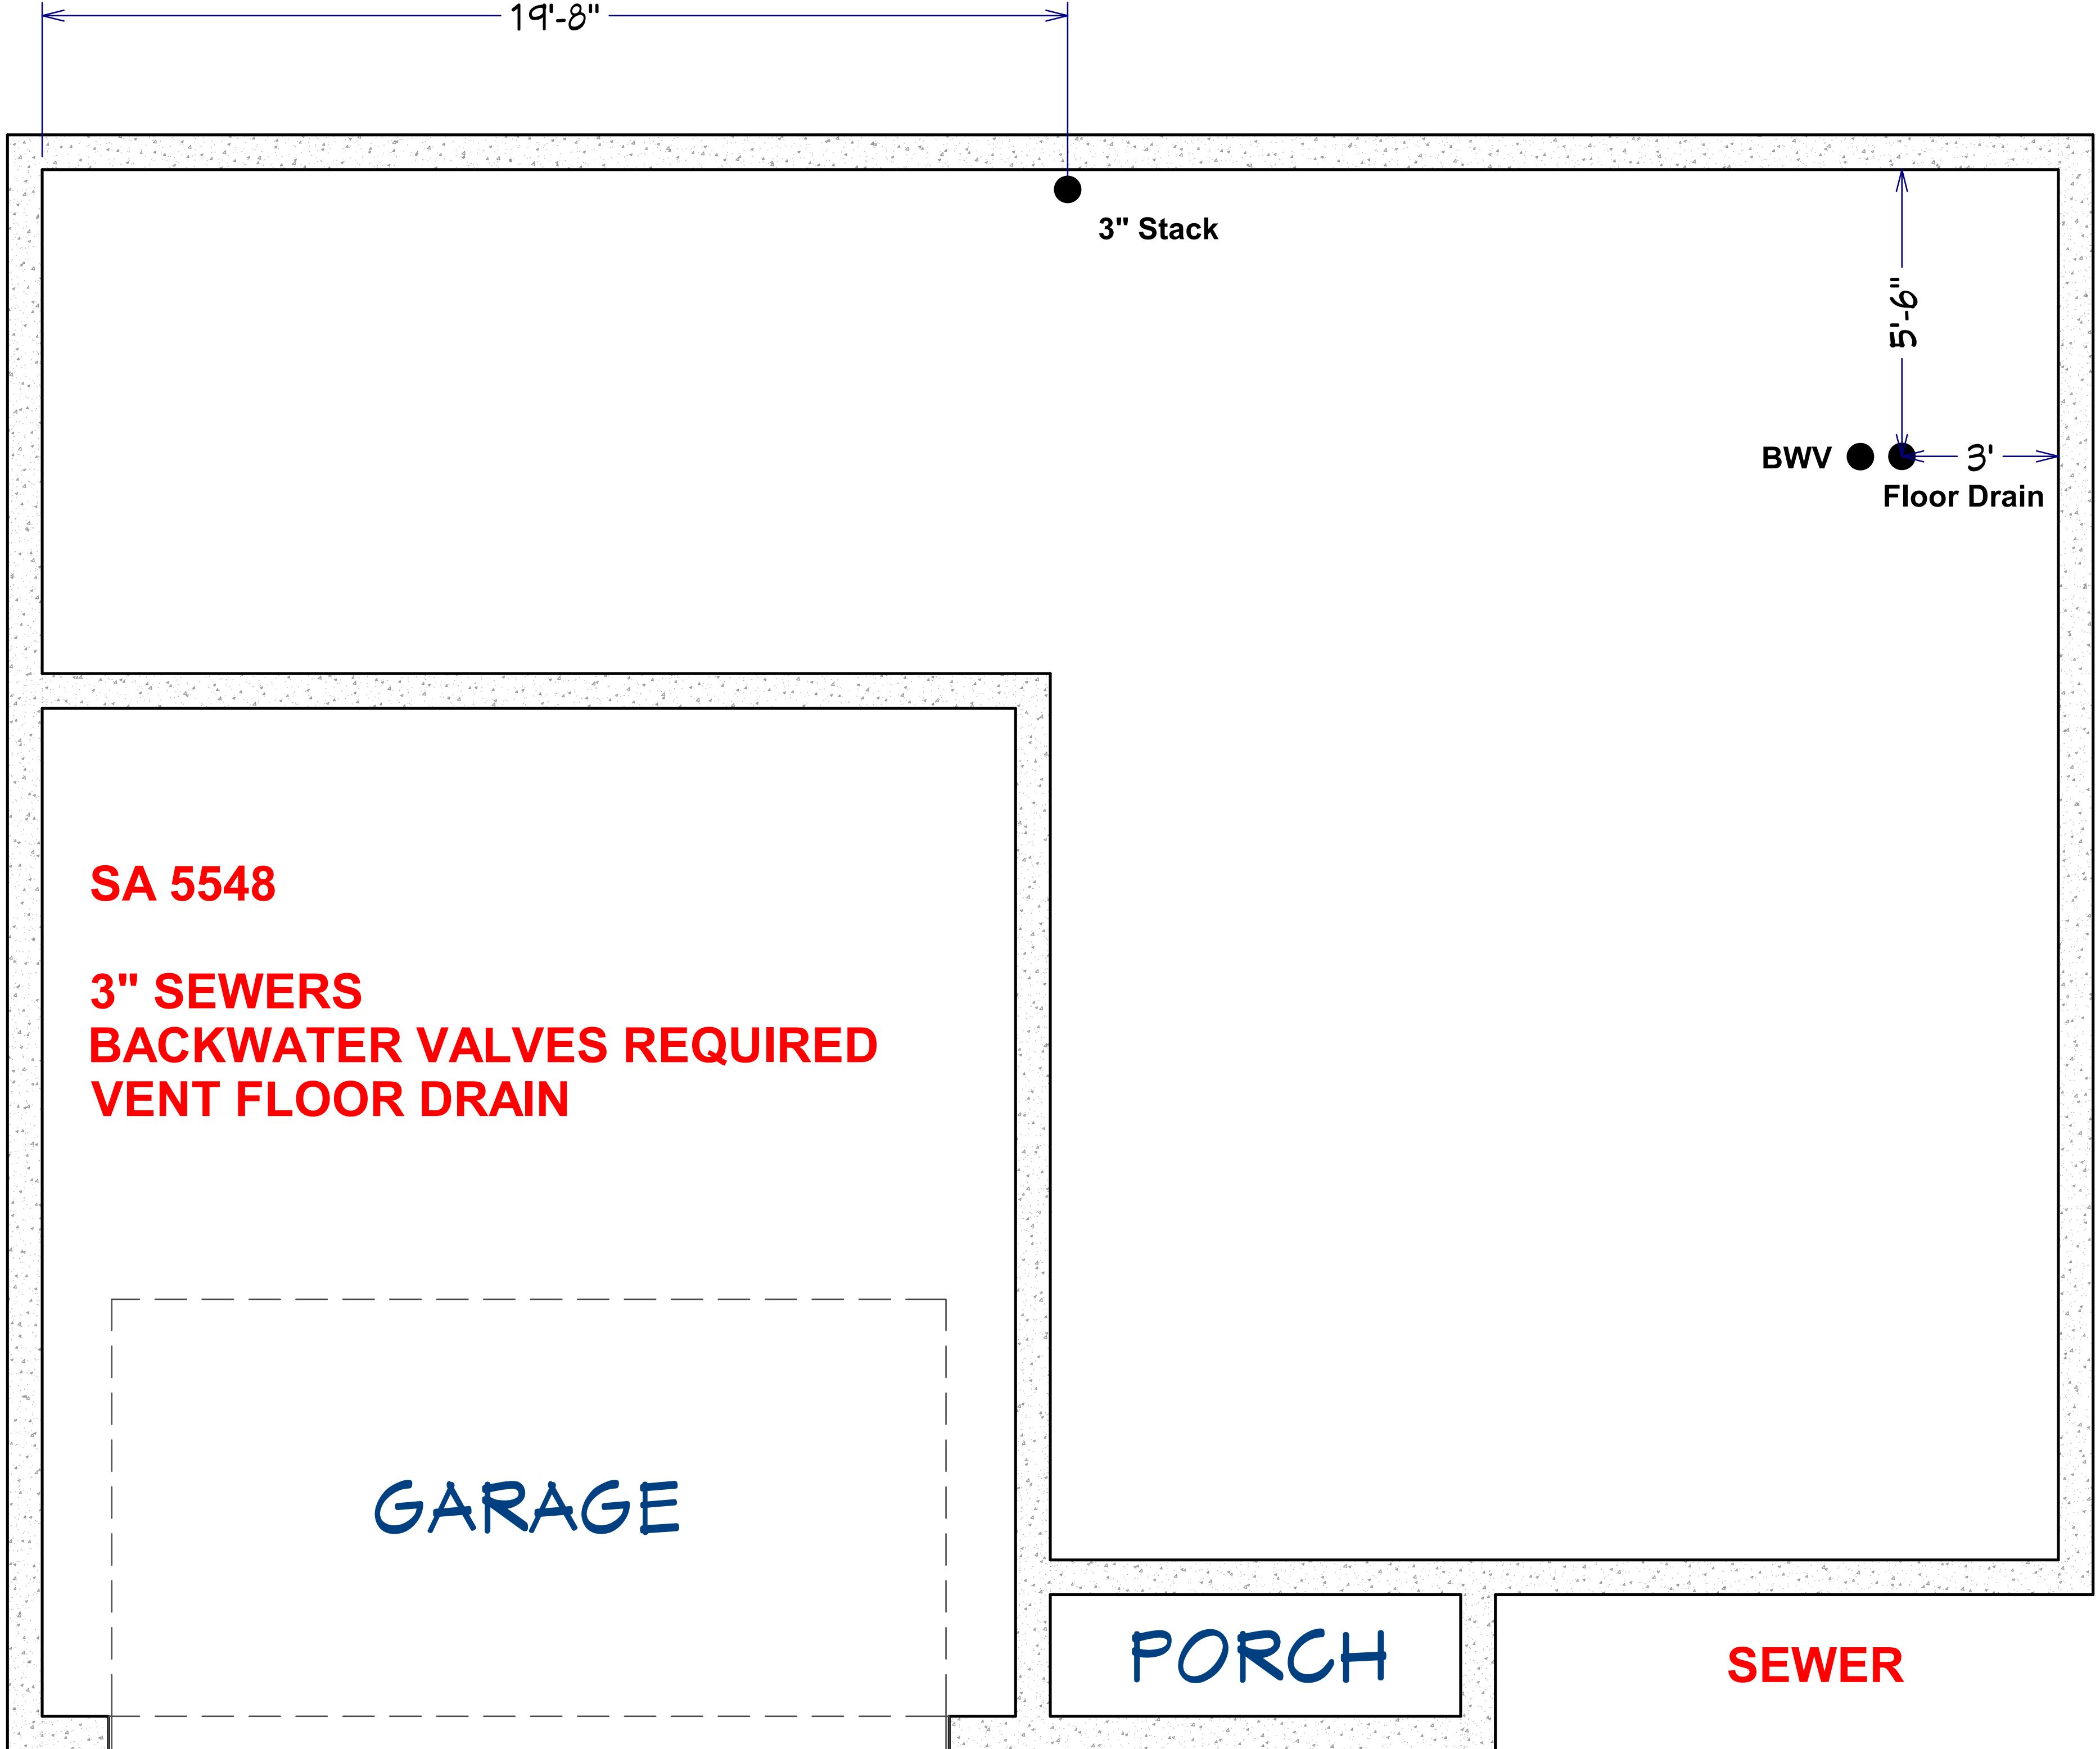 19'-8"
3" Stack
5'-6"
BWV
3'
Floor Drain
SA 5548
3" SEWERS
BACKWATER VALVES REQUIRED
VENT FLOOR DRAIN
GARAGE
PORCH
SEWER